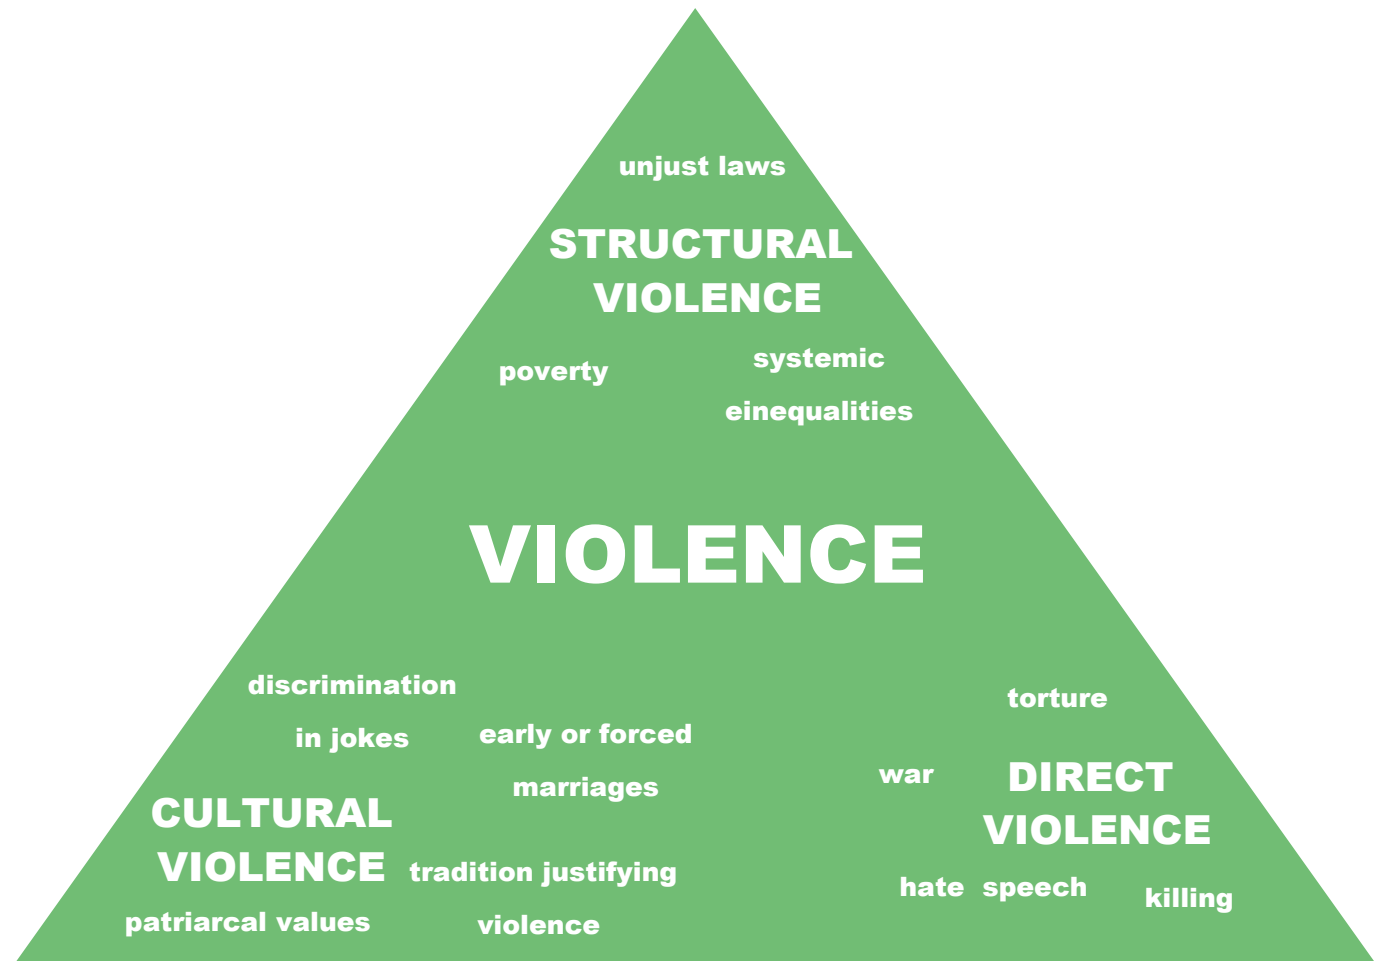 unjust laws
STRUCTURAL
VIOLENCE
poverty
systemic
einequalities
VIOLENCE
discrimination
in jokes
early or forced
marriages
CULTURAL
VIOLENCE
tradition justifying
violence
patriarcal values
torture
war
DIRECT
VIOLENCE
hate speech
killing